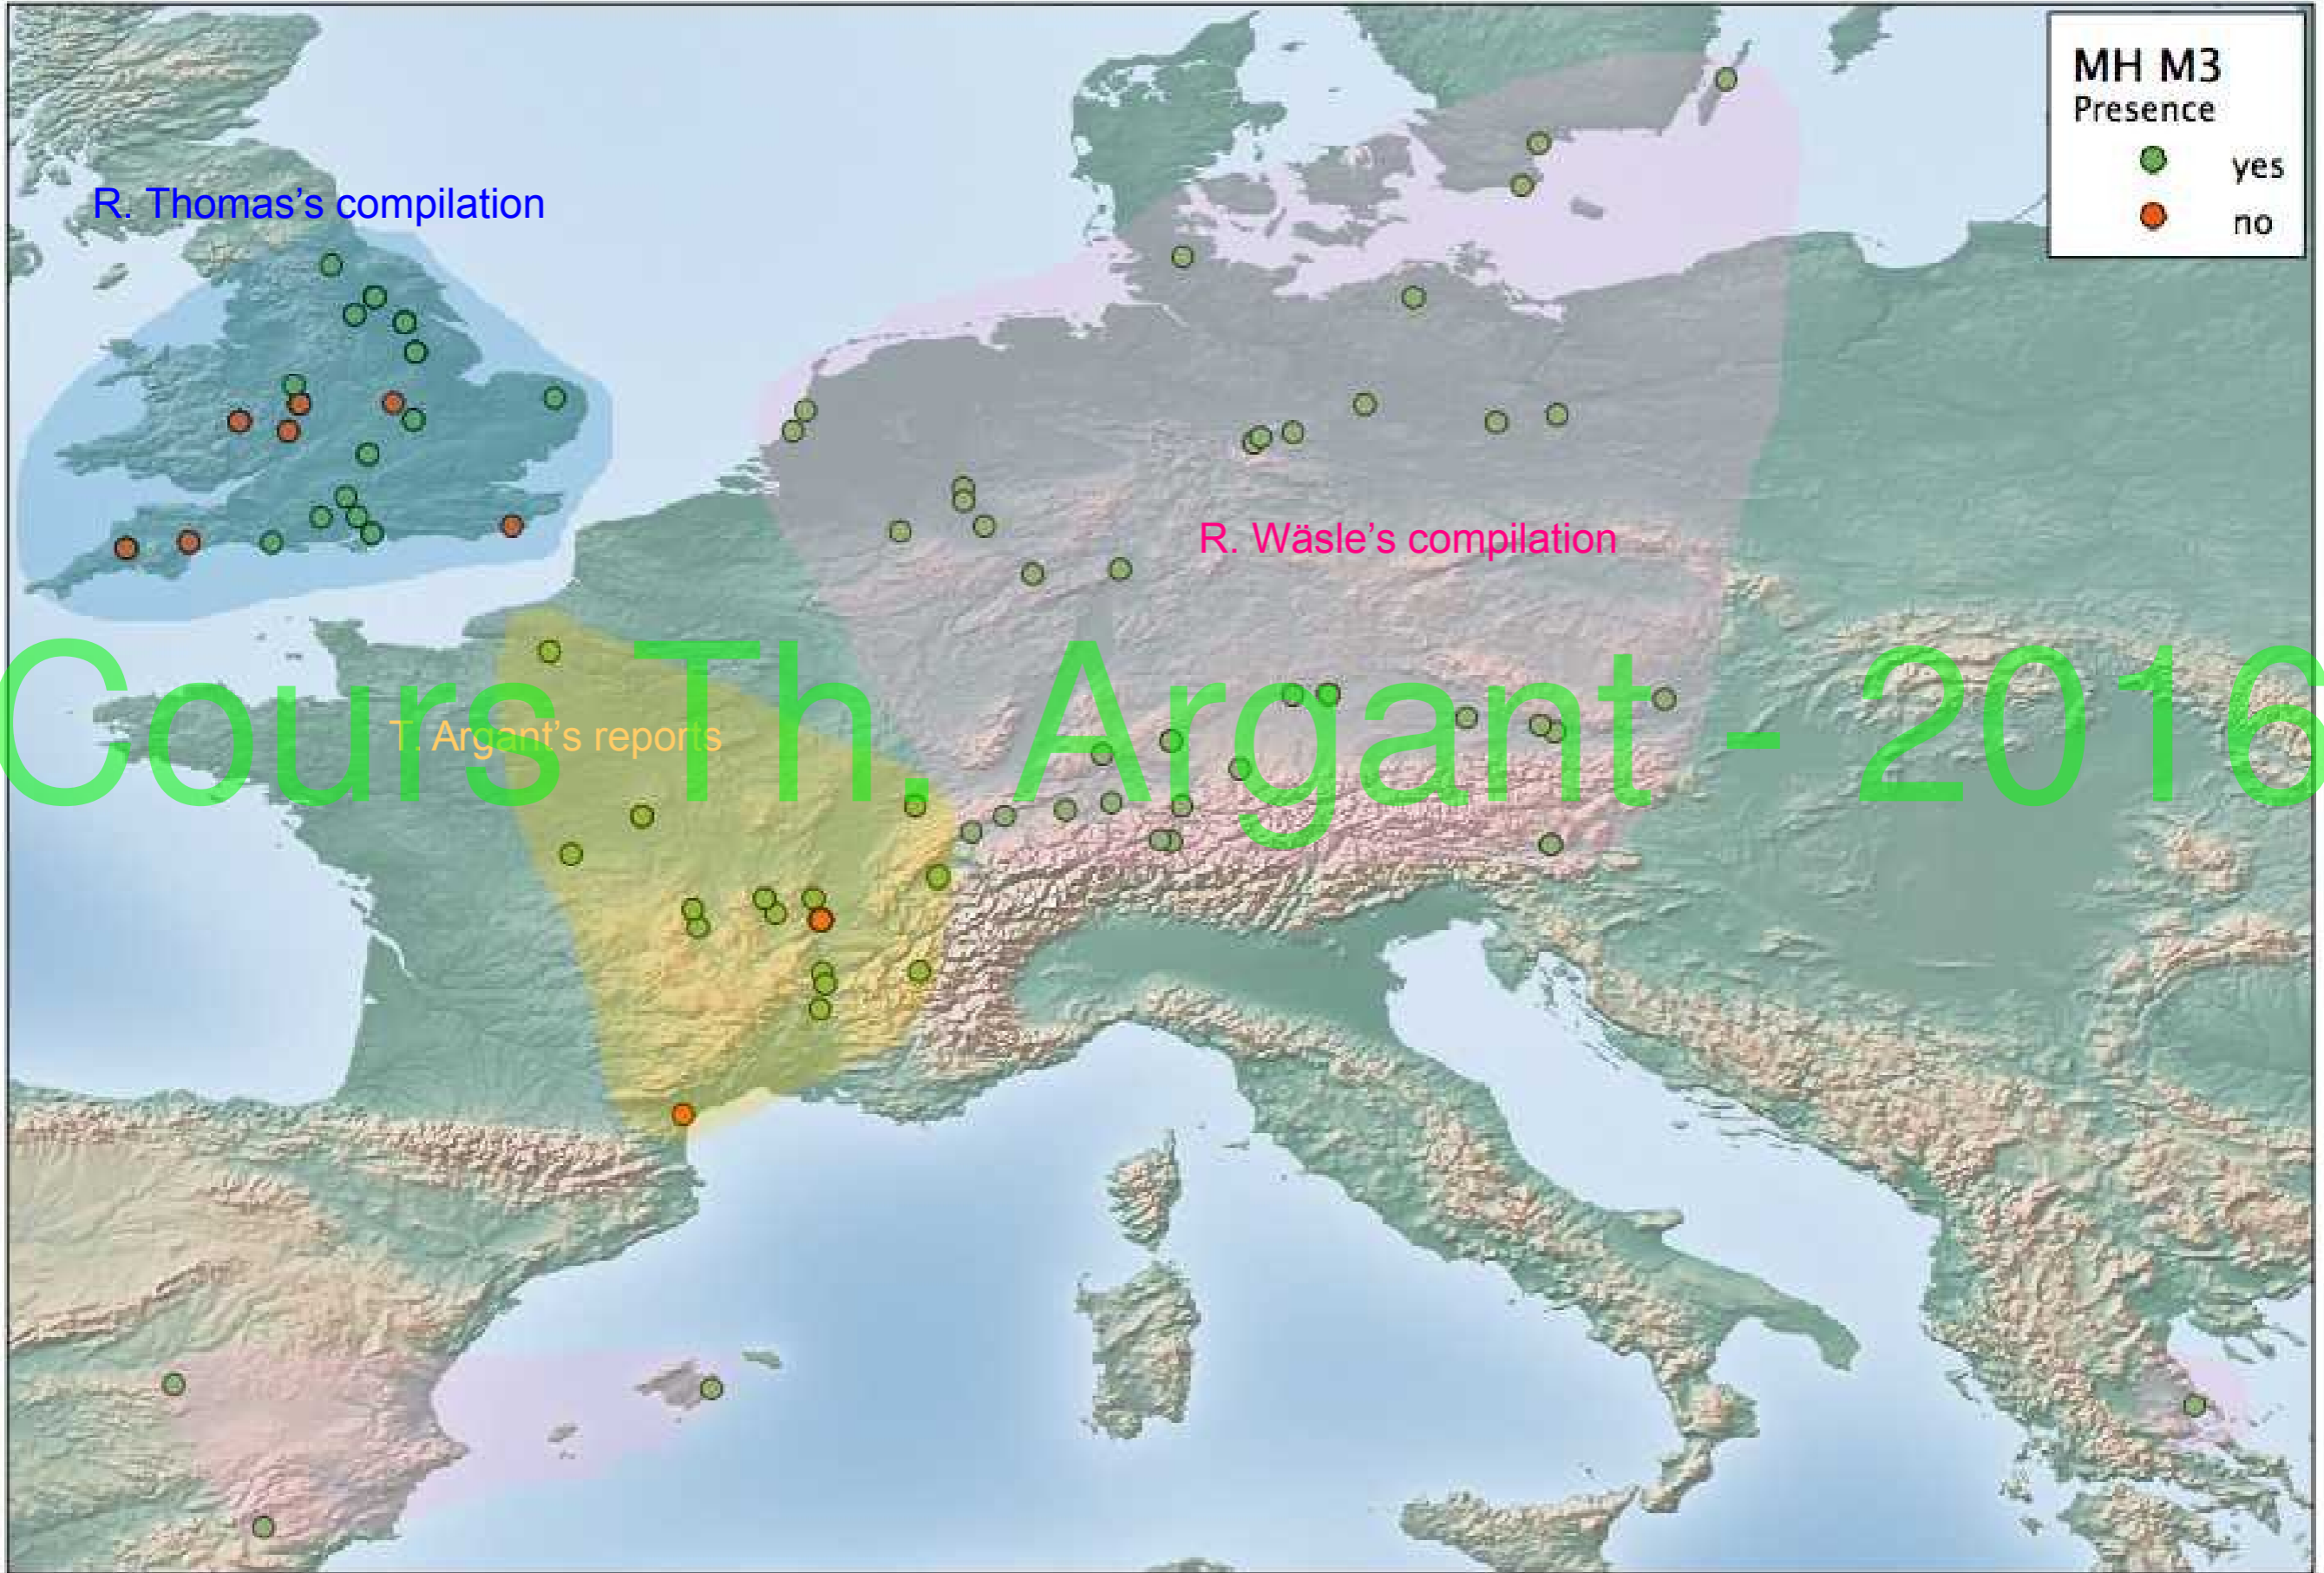 MH M3
Presence
yes
no
R. Thomas's compilation
R. Wäsle's compilation
T. Argant's reports
Cours Th. Argant - 2016